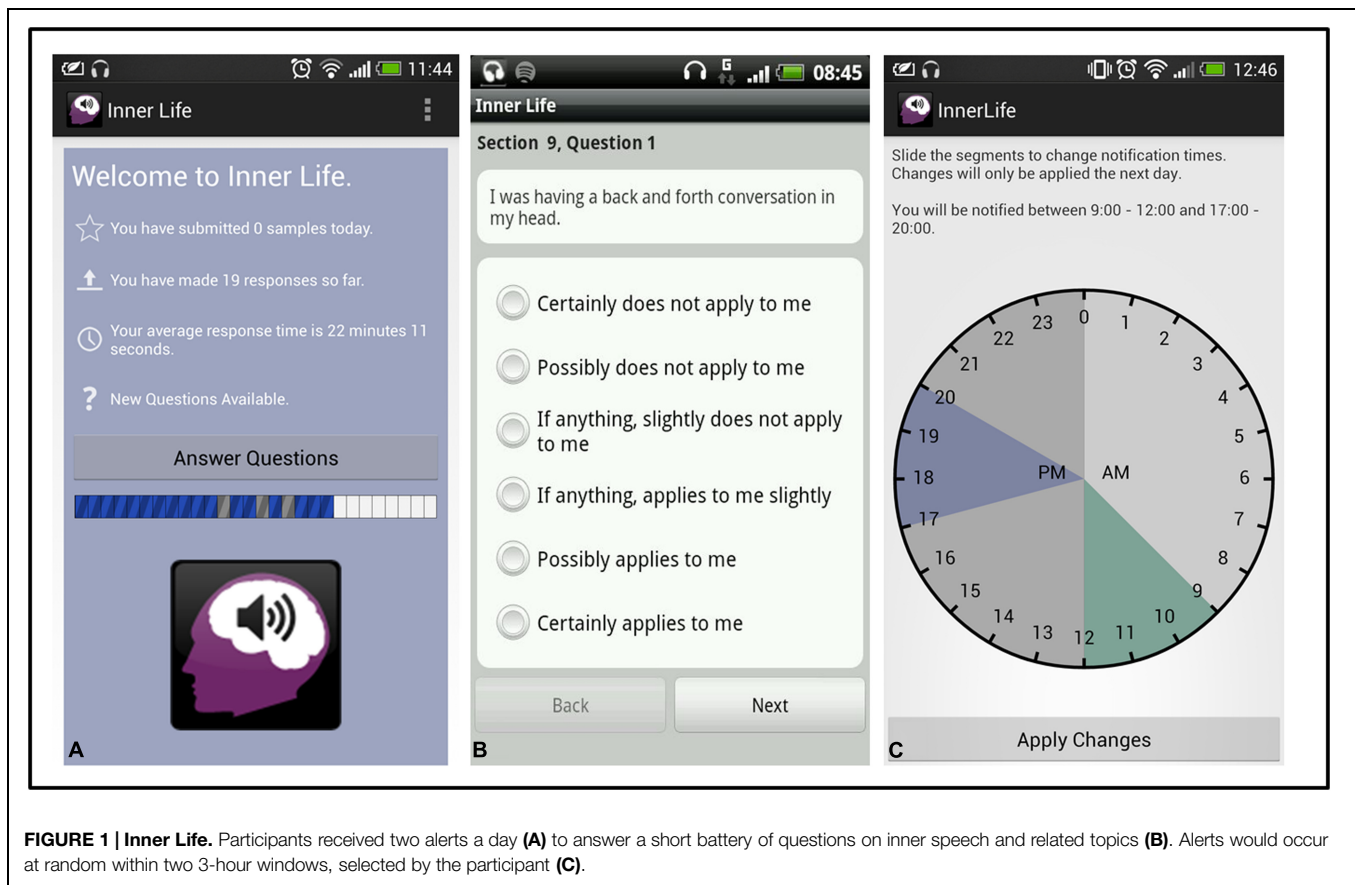 11:44
Inner Life
Welcome to Inner Life.
You have submitted 0 samples today.
You have made 19 responses so far.
Your average response time is 22 minutes 11
seconds.
? New Questions Available.
Answer Questions
A
G
08:45
Inner Life
Section 9, Question 1
I was having a back and forth conversation in
my head.
Certainly does not apply to me
Possibly does not apply to me
If anything, slightly does not apply
to me
If anything, applies to me slightly
Possibly applies to me
Certainly applies to me
Back
Next
B
12:46
InnerLife
Slide the segments to change notification times.
Changes will only be applied the next day.
You will be notified between 9:00 - 12:00 and 17:00 -
20:00.
0
1
2
3
4
5
6
7
8
9
10
11
12
13
14
15
16
17
18
19
20
21
22
23
PM
AM
Apply Changes
C
FIGURE 1 | Inner Life. Participants received two alerts a day (A) to answer a short battery of questions on inner speech and related topics (B). Alerts would occur
at random within two 3-hour windows, selected by the participant (C).